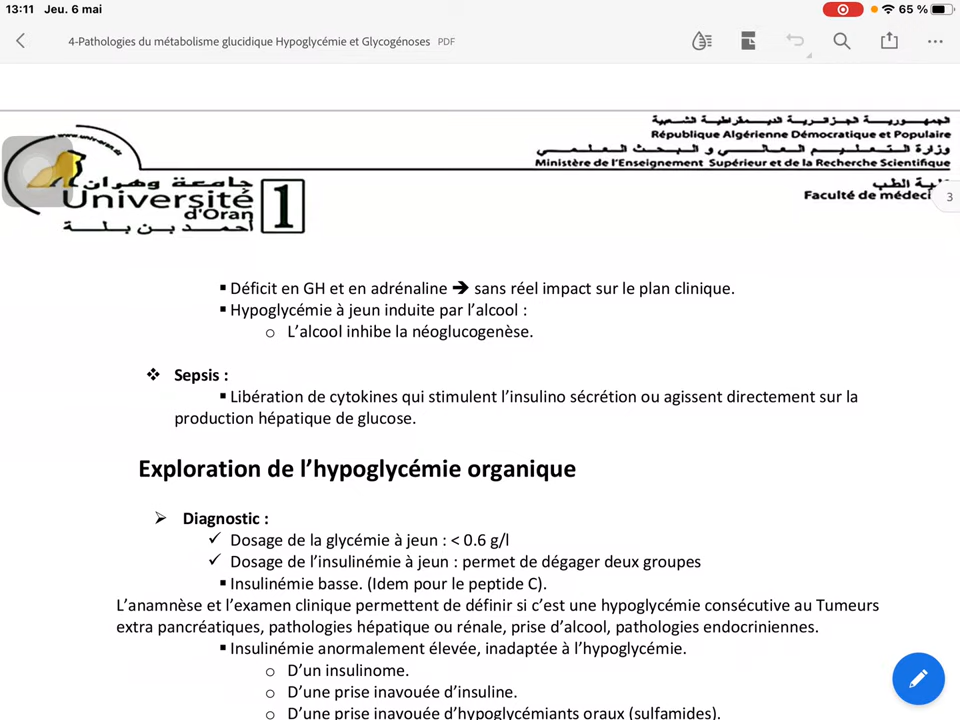 13:11 Jeu. 6 mai
65 %
4-Pathologies du métabolisme glucidique Hypoglycémie et Glycogénoses PDF
الجمهورية الجزائرية الديمقراطية الشعبية
République Algérienne Démocratique et Populaire
وزارة التعليم العالي و البحث العلمي
Ministère de l'Enseignement Supérieur et de la Recherche Scientifique
جامعة وهران
Université 1
d'Oran
أحمد بن بلة
كلية الطب
Faculté de médeci
3
▪ Déficit en GH et en adrénaline ➔ sans réel impact sur le plan clinique.
▪ Hypoglycémie à jeun induite par l'alcool :
o L'alcool inhibe la néoglucogenèse.
❖ Sepsis :
▪ Libération de cytokines qui stimulent l'insulino sécrétion ou agissent directement sur la
production hépatique de glucose.
Exploration de l'hypoglycémie organique
➢ Diagnostic :
✓ Dosage de la glycémie à jeun : < 0.6 g/l
✓ Dosage de l'insulinémie à jeun : permet de dégager deux groupes
▪ Insulinémie basse. (Idem pour le peptide C).
L'anamnèse et l'examen clinique permettent de définir si c'est une hypoglycémie consécutive au Tumeurs
extra pancréatiques, pathologies hépatique ou rénale, prise d'alcool, pathologies endocriniennes.
▪ Insulinémie anormalement élevée, inadaptée à l'hypoglycémie.
o D'un insulinome.
o D'une prise inavouée d'insuline.
o D'une prise inavouée d'hypoglycémiants oraux (sulfamides).